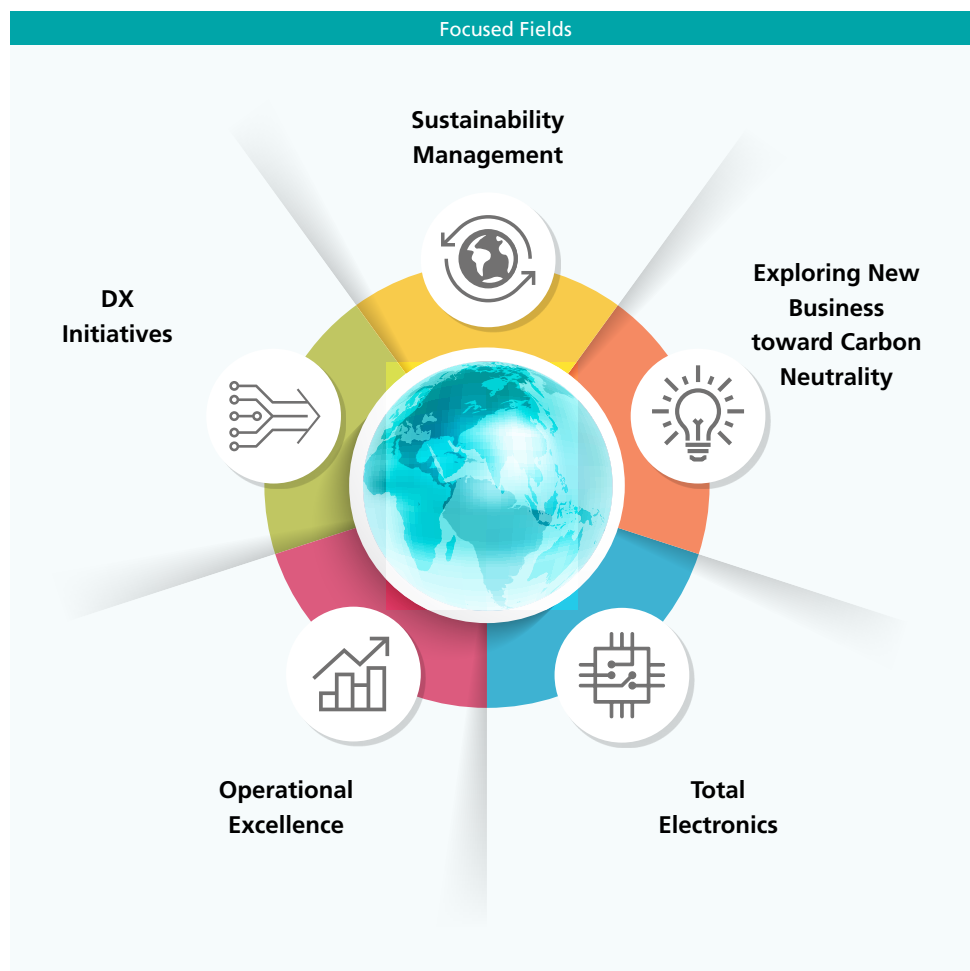 Focused Fields
Sustainability
Management
Exploring New
Business
toward Carbon
Neutrality
DX
Initiatives
Operational
Excellence
Total
Electronics